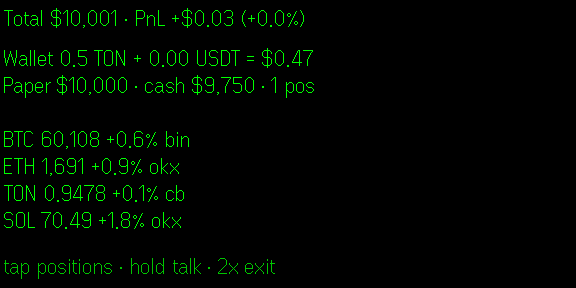 Total $10,001 · PnL +$0.03 (+0.0%)
Wallet 0.5 TON + 0.00 USDT = $0.47
Paper $10,000 · cash $9,750 · 1 pos
BTC 60,108 +0.6% bin
ETH 1,691 +0.9% okx
TON 0.9478 +0.1% cb
SOL 70.49 +1.8% okx
tap positions · hold talk · 2x exit